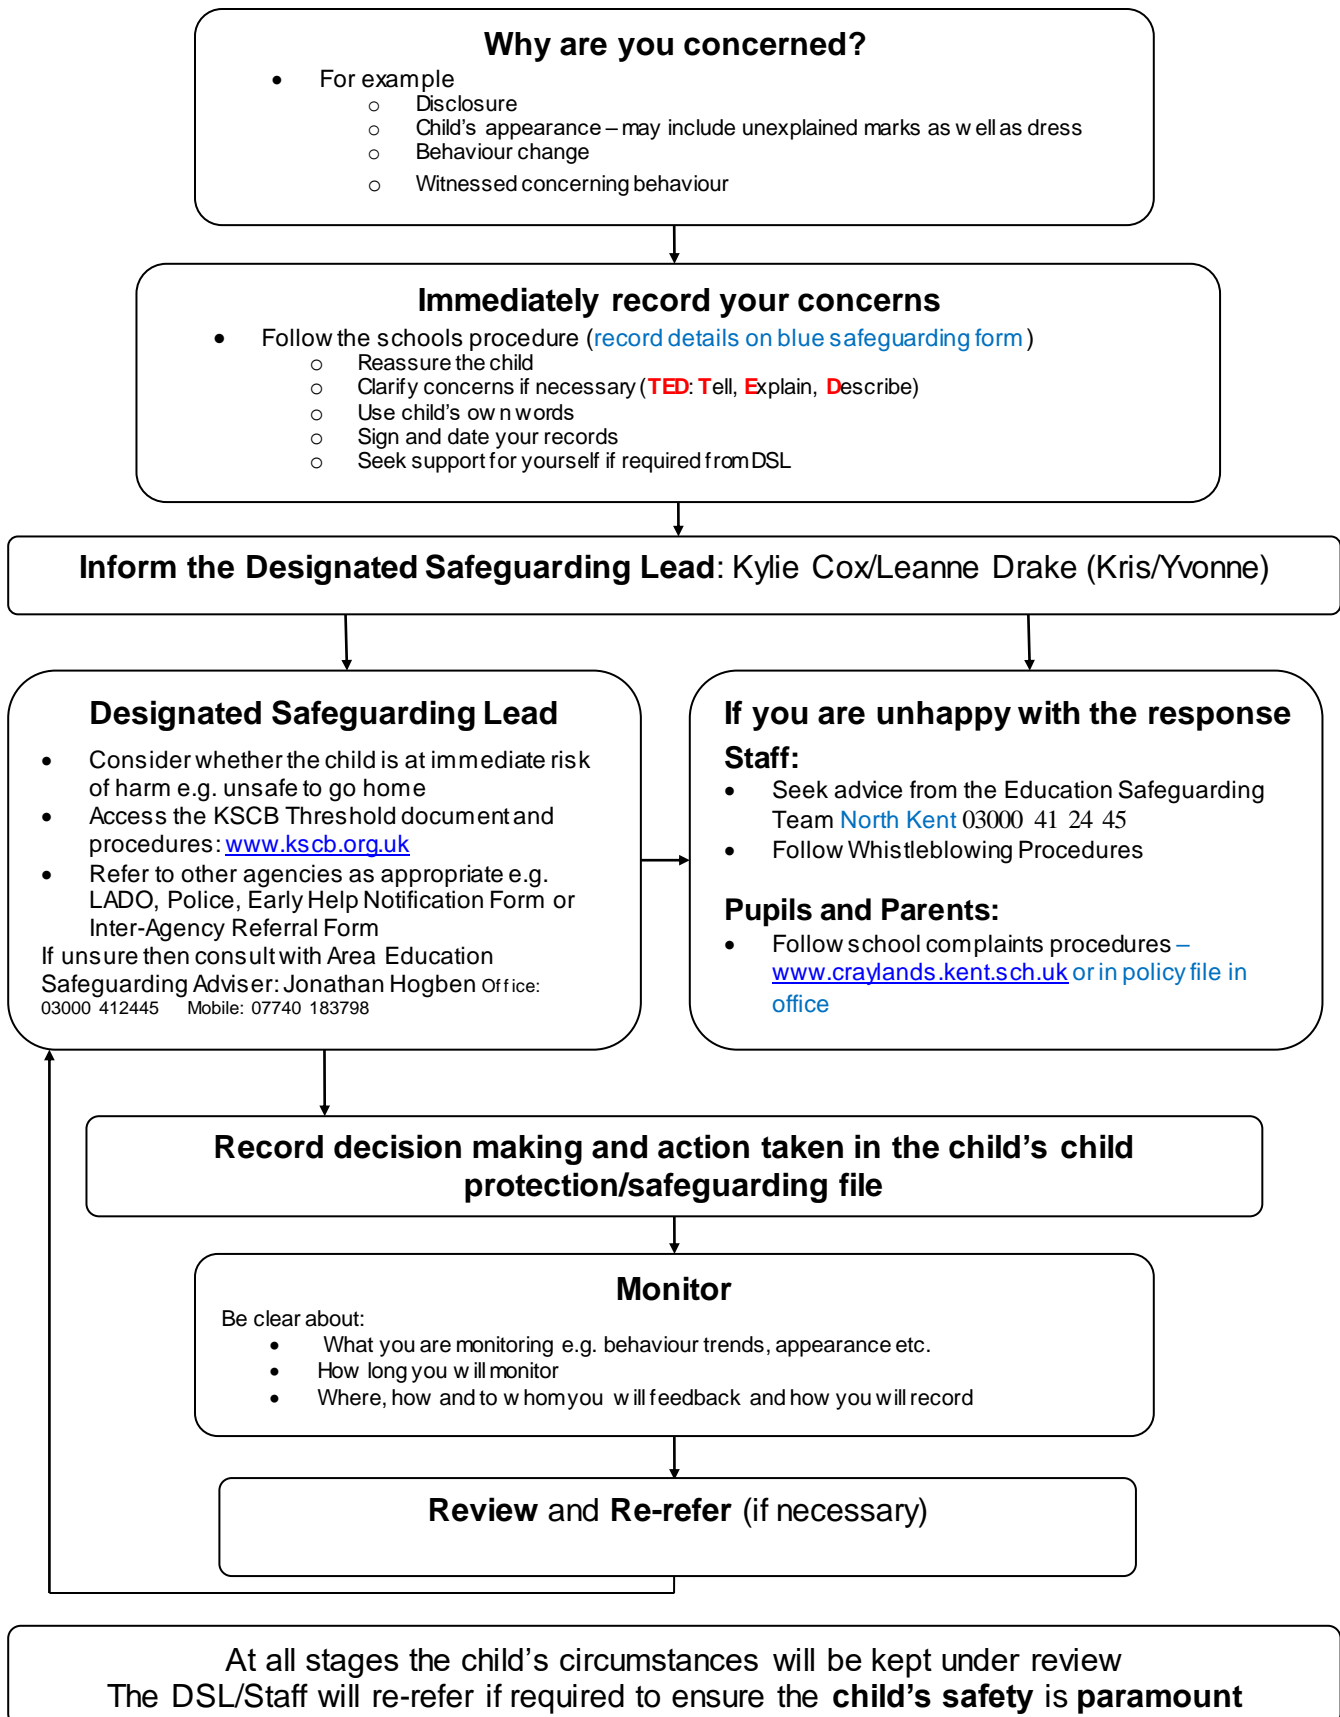 Why are you concerned?
• For example
o Disclosure
o Child's appearance – may include unexplained marks as well as dress
o Behaviour change
o Witnessed concerning behaviour
Immediately record your concerns
• Follow the schools procedure (record details on blue safeguarding form)
o Reassure the child
o Clarify concerns if necessary (TED: Tell, Explain, Describe)
o Use child's own words
o Sign and date your records
o Seek support for yourself if required from DSL
Inform the Designated Safeguarding Lead: Kylie Cox/Leanne Drake (Kris/Yvonne)
Designated Safeguarding Lead
• Consider whether the child is at immediate risk
of harm e.g. unsafe to go home
• Access the KSCB Threshold document and
procedures: www.kscb.org.uk
• Refer to other agencies as appropriate e.g.
LADO, Police, Early Help Notification Form or
Inter-Agency Referral Form
If unsure then consult with Area Education
Safeguarding Adviser: Jonathan Hogben Office:
03000 412445 Mobile: 07740 183798
If you are unhappy with the response
Staff:
• Seek advice from the Education Safeguarding
Team North Kent 03000 41 24 45
• Follow Whistleblowing Procedures
Pupils and Parents:
• Follow school complaints procedures –
www.craylands.kent.sch.uk or in policy file in
office
Record decision making and action taken in the child's child
protection/safeguarding file
Monitor
Be clear about:
• What you are monitoring e.g. behaviour trends, appearance etc.
• How long you will monitor
• Where, how and to whom you will feedback and how you will record
Review and Re-refer (if necessary)
At all stages the child's circumstances will be kept under review
The DSL/Staff will re-refer if required to ensure the child's safety is paramount